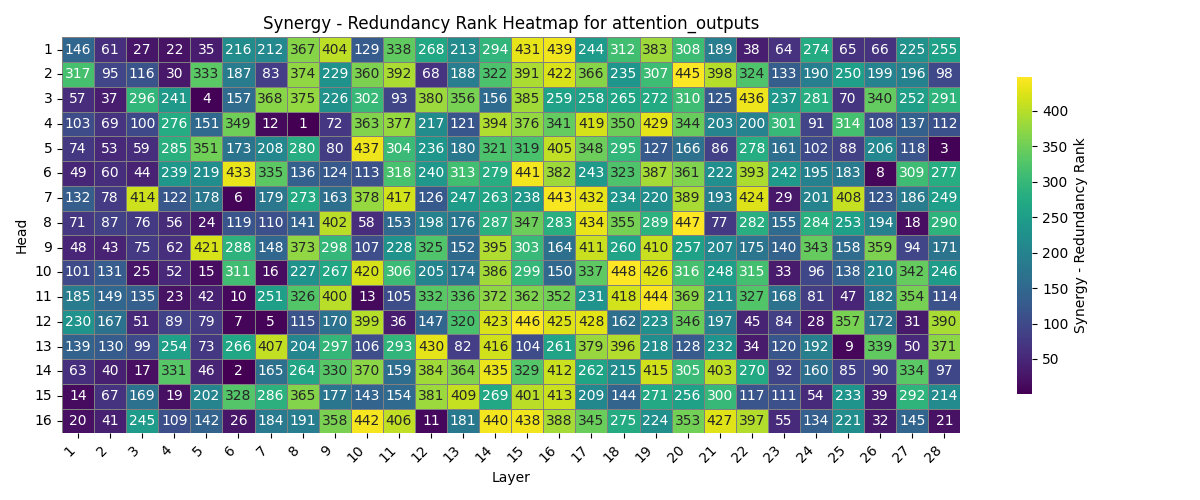 Synergy - Redundancy Rank Heatmap for attention_outputs
1 146 61 27 22 35 216 212 367 404 129 338 268 213 294 431 439 244 312 383 308 189 38 64 274 65 66 225 255
2 317 95 116 30 333 187 83 374 229 360 392 68 188 322 391 422 366 235 307 445 398 324 133 190 250 199 196 98
3 57 37 296 241 4 157 368 375 226 302 93 380 356 156 385 259 258 265 272 310 125 436 237 281 70 340 252 291
4 103 69 100 276 151 349 12 1 72 363 377 217 121 394 376 341 419 350 429 344 203 200 301 91 314 108 137 112
5 74 53 59 285 351 173 208 280 80 437 304 236 180 321 319 405 348 295 127 166 86 278 161 102 88 206 118 3
6 49 60 44 239 219 433 335 136 124 113 318 240 313 279 441 382 243 323 387 361 222 393 242 195 183 8 309 277
7 132 78 414 122 178 6 179 273 163 378 417 126 247 263 238 443 432 234 220 389 193 424 29 201 408 123 186 249
8 71 87 76 56 24 119 110 141 402 58 153 198 176 287 347 283 434 355 289 447 77 282 155 284 253 194 18 290
9 48 43 75 62 421 288 148 373 298 107 228 325 152 395 303 164 411 260 410 257 207 175 140 343 158 359 94 171
10 101 131 25 52 15 311 16 227 267 420 306 205 174 386 299 150 337 448 426 316 248 315 33 96 138 210 342 246
11 185 149 135 23 42 10 251 326 400 13 105 332 336 372 362 352 231 418 444 369 211 327 168 81 47 182 354 114
12 230 167 51 89 79 7 5 115 170 399 36 147 320 423 446 425 428 162 223 346 197 45 84 28 357 172 31 390
13 139 130 99 254 73 266 407 204 297 106 293 430 82 416 104 261 379 396 218 128 232 34 120 192 9 339 50 371
14 63 40 17 331 46 2 165 264 330 370 159 384 364 435 329 412 262 215 415 305 403 270 92 160 85 90 334 97
15 14 67 169 19 202 328 286 365 177 143 154 381 409 269 401 413 209 144 271 256 300 117 111 54 233 39 292 214
16 20 41 245 109 142 26 184 191 358 442 406 11 181 440 438 388 345 275 224 353 427 397 55 134 221 32 145 21
1 2 3 4 5 6 7 8 9 10 11 12 13 14 15 16 17 18 19 20 21 22 23 24 25 26 27 28
Layer
Head
400
350
300
250
200
150
100
50
Synergy - Redundancy Rank